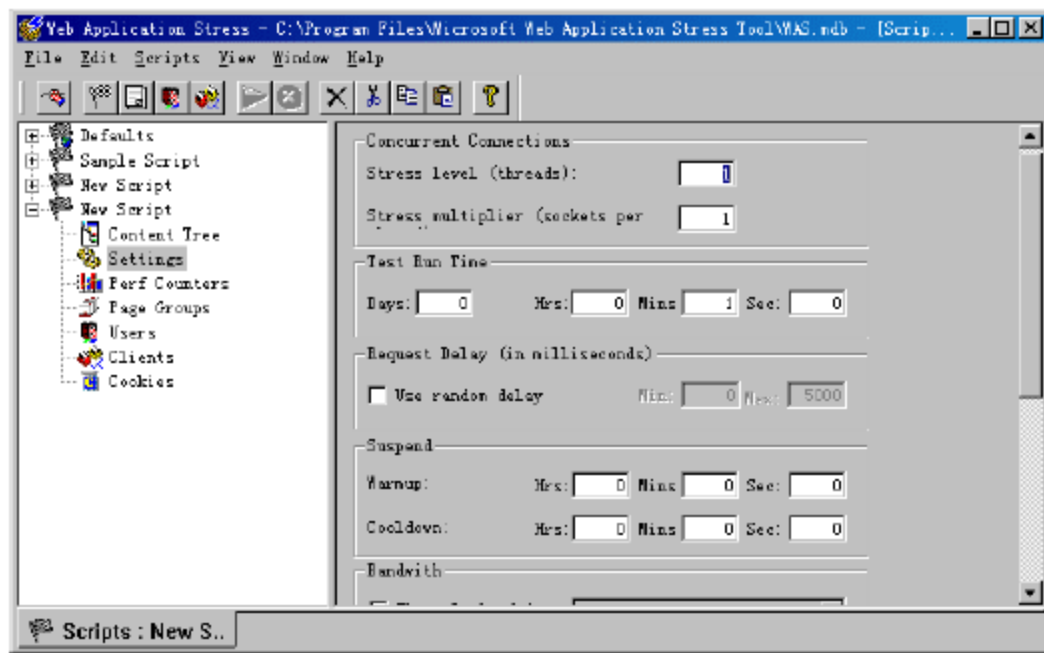 Web Application Stress - C:\Program Files\Microsoft Web Application Stress Tool\WAS.mdb - [Scrip...
File Edit Scripts View Window Help
Defaults
Sample Script
New Script
New Script
Content Tree
Settings
Perf Counters
Page Groups
Users
Clients
Cookies
Concurrent Connections
Stress level (threads): 1
Stress multiplier (sockets per 1
Test Run Time
Days: 0 Hrs: 0 Mins 1 Sec: 0
Request Delay (in milliseconds)
Use random delay Min: 0 Max: 5000
Suspend
Warmup: Hrs: 0 Mins 0 Sec: 0
Cooldown: Hrs: 0 Mins 0 Sec: 0
Bandwith
Scripts : New S..